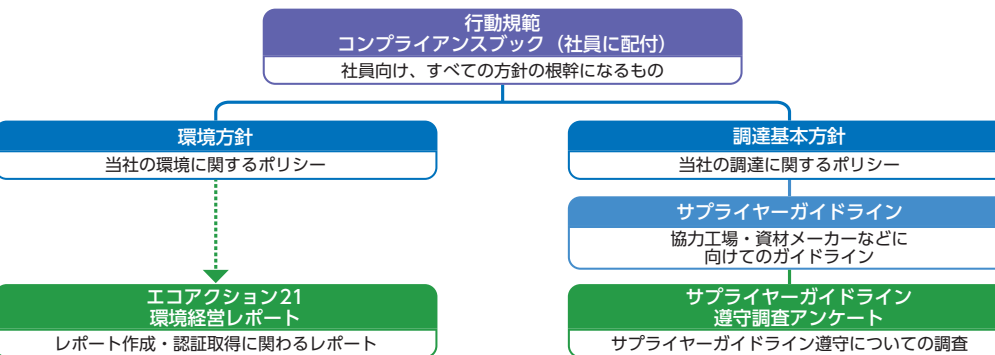 行動規範
コンプライアンスブック（社員に配付）
社員向け、すべての方針の根幹になるもの
環境方針
当社の環境に関するポリシー
調達基本方針
当社の調達に関するポリシー
サプライヤーガイドライン
協力工場・資材メーカーなどに
向けてのガイドライン
エコアクション21
環境経営レポート
レポート作成・認証取得に関わるレポート
サプライヤーガイドライン
遵守調査アンケート
サプライヤーガイドライン遵守についての調査